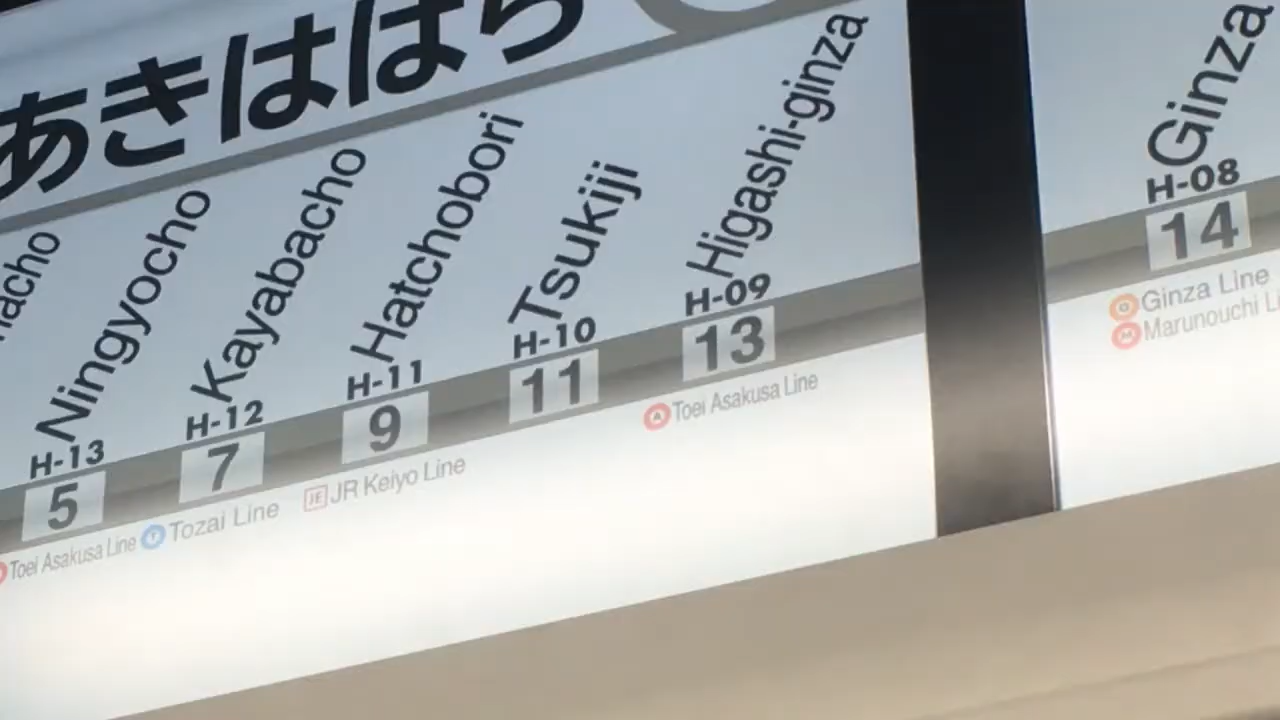 あきはばら
Ningyocho
H-13
5
Toei Asakusa Line
Kayabacho
H-12
7
T Tozai Line
Hatchobori
H-11
9
JE JR Keiyo Line
Tsukiji
H-10
11
Higashi-ginza
H-09
13
A Toei Asakusa Line
Ginza
H-08
14
G Ginza Line
M Marunouchi